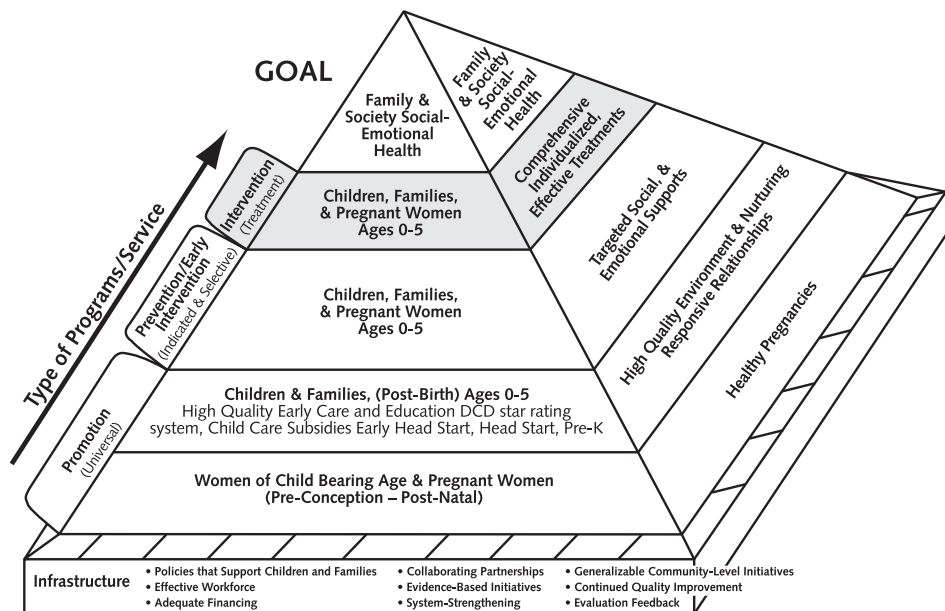 GOAL
Family &
Society Social-
Emotional
Health
Family
& Society
Social-
Emotional
Health
Type of Programs/Service
Intervention
(Treatment)
Children, Families,
& Pregnant Women
Ages 0-5
Comprehensive
Individualized,
Effective Treatments
Prevention/Early
Intervention
(Indicated & Selective)
Children, Families,
& Pregnant Women
Ages 0-5
Targeted Social, &
Emotional Supports
Promotion
(Universal)
Children & Families, (Post-Birth) Ages 0-5
High Quality Early Care and Education DCD star rating
system, Child Care Subsidies Early Head Start, Head Start, Pre-K
High Quality Environment & Nurturing
Responsive Relationships
Women of Child Bearing Age & Pregnant Women
(Pre-Conception – Post-Natal)
Healthy Pregnancies
Infrastructure
• Policies that Support Children and Families
• Effective Workforce
• Adequate Financing
• Collaborating Partnerships
• Evidence-Based Initiatives
• System-Strengthening
• Generalizable Community-Level Initiatives
• Continued Quality Improvement
• Evaluation Feedback